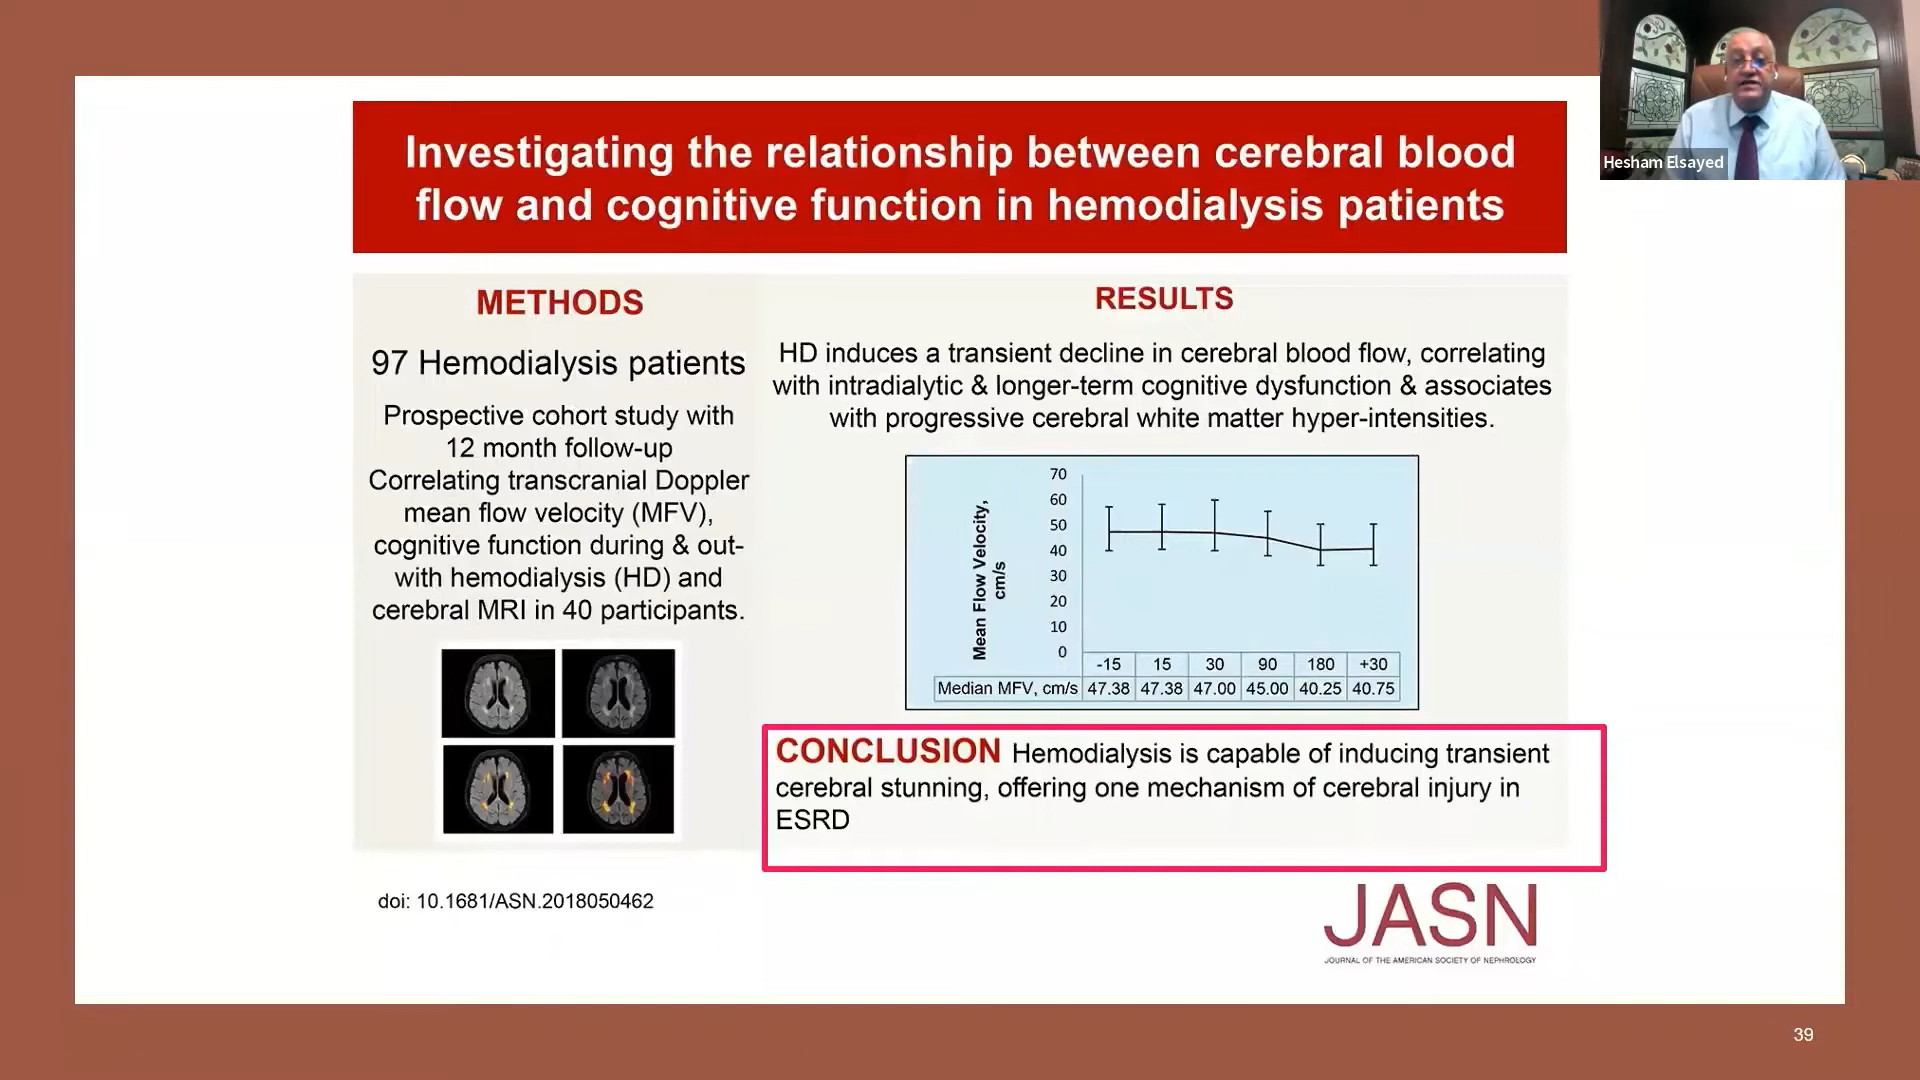 Hesham Elsayed
Investigating the relationship between cerebral blood
flow and cognitive function in hemodialysis patients
METHODS
97 Hemodialysis patients
Prospective cohort study with
12 month follow-up
Correlating transcranial Doppler
mean flow velocity (MFV),
cognitive function during & out-
with hemodialysis (HD) and
cerebral MRI in 40 participants.
RESULTS
HD induces a transient decline in cerebral blood flow, correlating
with intradialytic & longer-term cognitive dysfunction & associates
with progressive cerebral white matter hyper-intensities.
Mean Flow Velocity,
cm/s
70
60
50
40
30
20
10
0
-15 15 30 90 180 +30
Median MFV, cm/s 47.38 47.38 47.00 45.00 40.25 40.75
CONCLUSION Hemodialysis is capable of inducing transient
cerebral stunning, offering one mechanism of cerebral injury in
ESRD
doi: 10.1681/ASN.2018050462
JASN
JOURNAL OF THE AMERICAN SOCIETY OF NEPHROLOGY
39